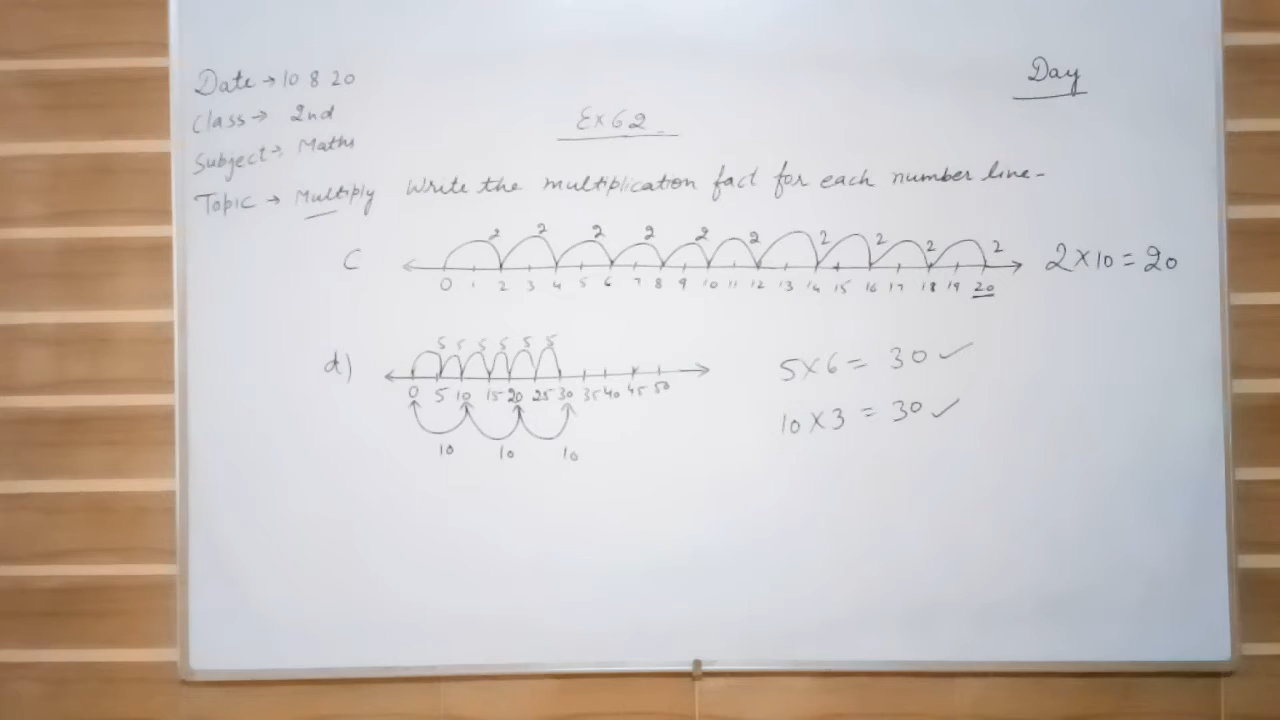 Date → 10 8 20
Day
Class → 2nd
Ex 6 2
Subject → Maths
Topic → Multiply Write the multiplication fact for each number line-
2 2 2 2 2 2 2 2 2 2
C
2 × 10 = 20
0 1 2 3 4 5 6 7 8 9 10 11 12 13 14 15 16 17 18 19 20
5 5 5 5 5 5
d)
5 × 6 = 30 ✓
0 5 10 15 20 25 30 35 40 45 50
10 × 3 = 30 ✓
10 10 10